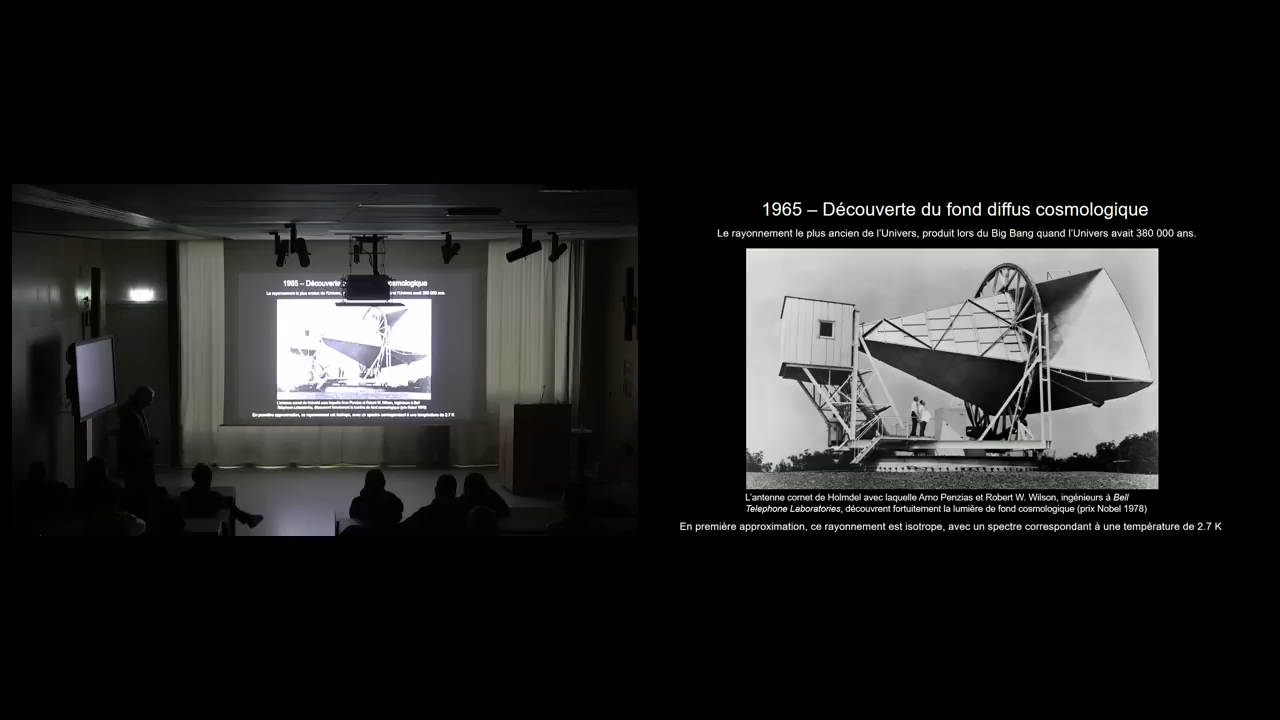 1965 – Découverte du fond diffus cosmologique
Le rayonnement le plus ancien de l'Univers, produit lors du Big Bang quand l'Univers avait 380 000 ans.
L'antenne cornet de Holmdel avec laquelle Arno Penzias et Robert W. Wilson, ingénieurs à Bell
Telephone Laboratories, découvrent fortuitement la lumière de fond cosmologique (prix Nobel 1978)
En première approximation, ce rayonnement est isotrope, avec un spectre correspondant à une température de 2.7 K